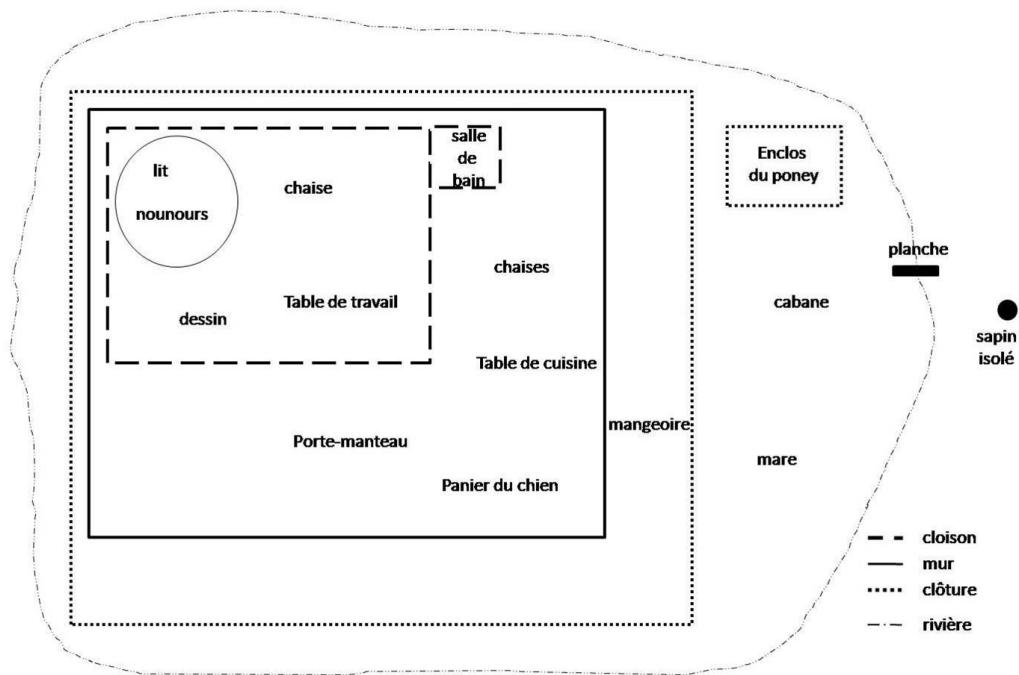 lit
nounours
chaise
salle
de
bain
Enclos
du poney
planche
chaises
cabane
Table de travail
dessin
sapin
isolé
Table de cuisine
mangeoire
Porte-manteau
mare
Panier du chien
cloison
mur
clôture
rivière